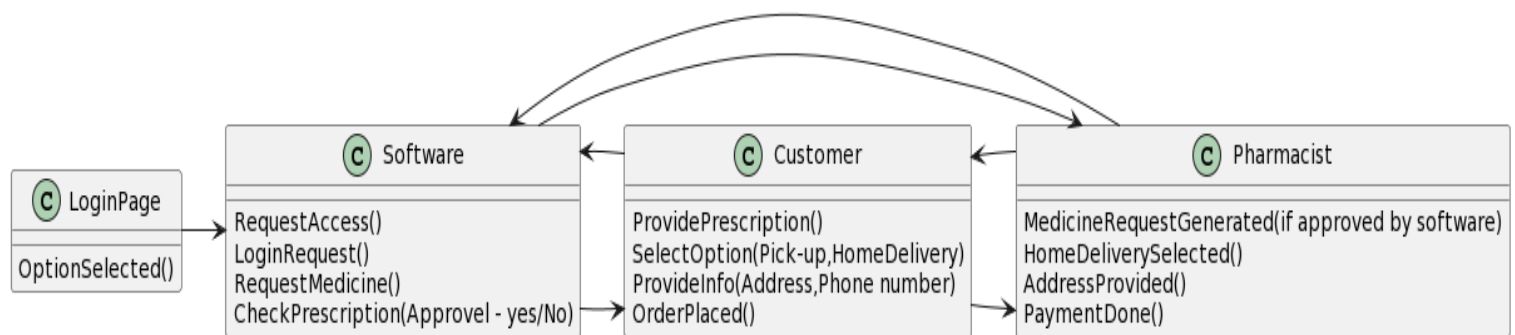 C LoginPage
OptionSelected()
C Software
RequestAccess()
LoginRequest()
RequestMedicine()
CheckPrescription(Approvel - yes/No)
C Customer
ProvidePrescription()
SelectOption(Pick-up,HomeDelivery)
ProvideInfo(Address,Phone number)
OrderPlaced()
C Pharmacist
MedicineRequestGenerated(if approved by software)
HomeDeliverySelected()
AddressProvided()
PaymentDone()